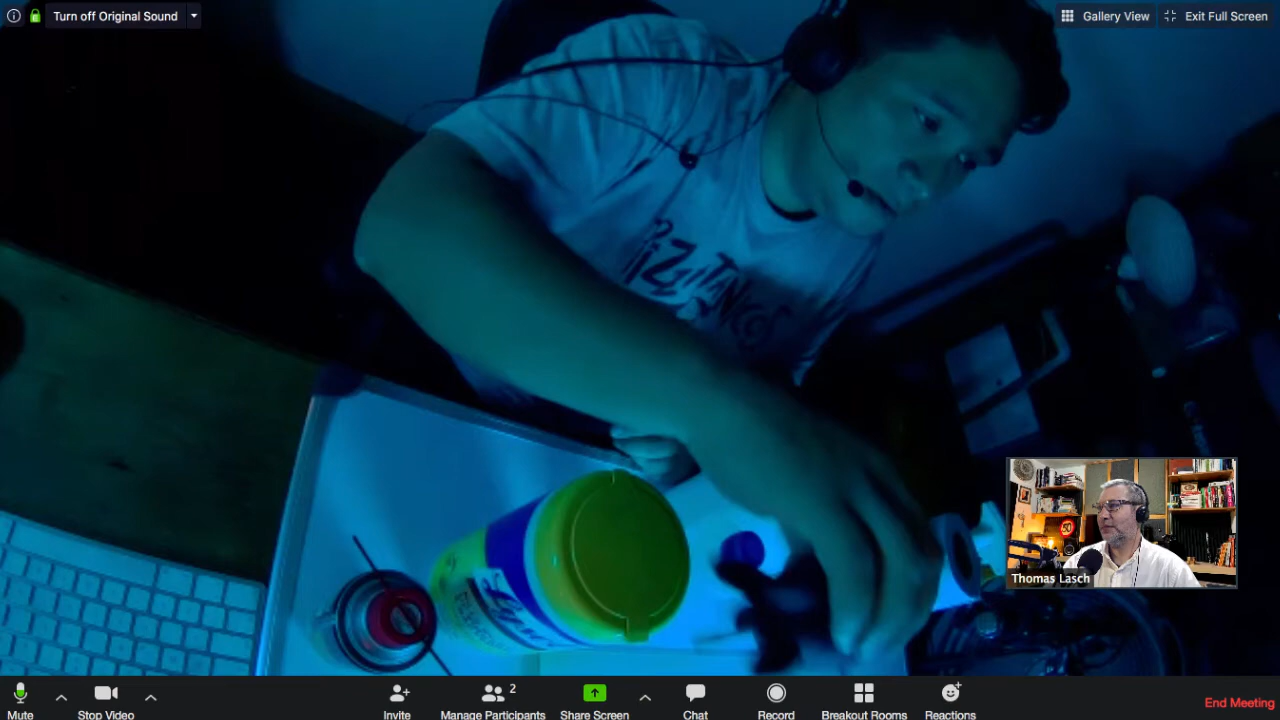 Turn off Original Sound
Gallery View
Exit Full Screen
50
Thomas Lasch
Mute
Stop Video
Invite
2
Manage Participants
Share Screen
Chat
Record
Breakout Rooms
Reactions
End Meeting